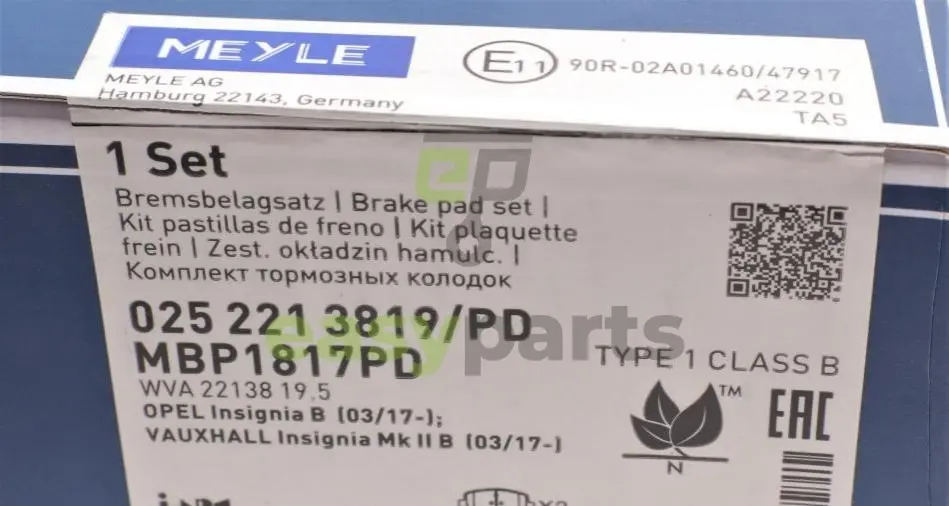 MEYLE
E11 90R-02A01460/47917
MEYLE AG
Hamburg 22143, Germany
A22220
TA5
1 Set
Bremsbelagsatz | Brake pad set |
Kit pastillas de freno | Kit plaquette
frein | Zest. okładzin hamulc. |
Комплект тормозных колодок
025 221 3819/PD
MBP1817PD
easyparts
TYPE 1 CLASS B
WVA 22138 19,5
OPEL Insignia B (03/17-);
VAUXHALL Insignia Mk II B (03/17-)
TM
EAC
N
X2